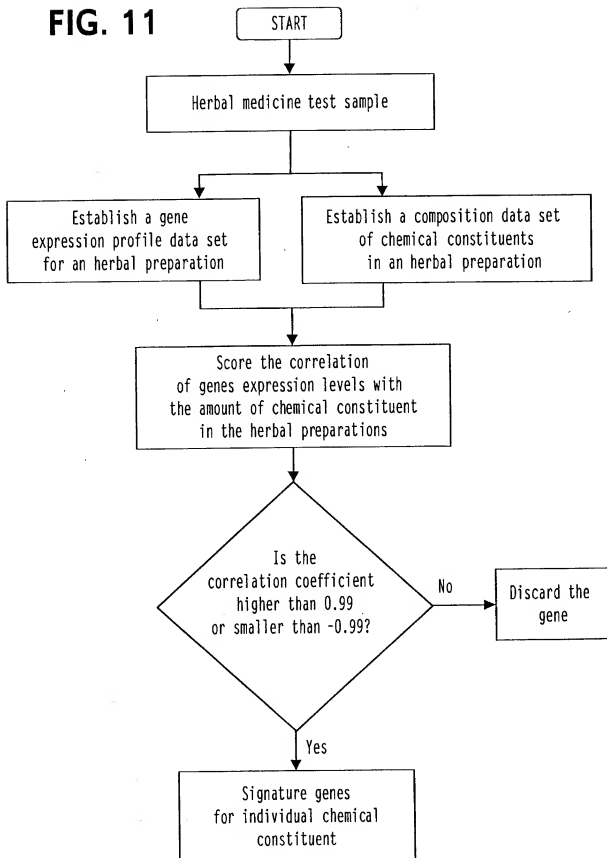 FIG. 11
START
Herbal medicine test sample
Establish a gene
expression profile data set
for an herbal preparation
Establish a composition data set
of chemical constituents
in an herbal preparation
Score the correlation
of genes expression levels with
the amount of chemical constituent
in the herbal preparations
Is the
correlation coefficient
higher than 0.99
or smaller than -0.99?
No
Discard the
gene
Yes
Signature genes
for individual chemical
constituent